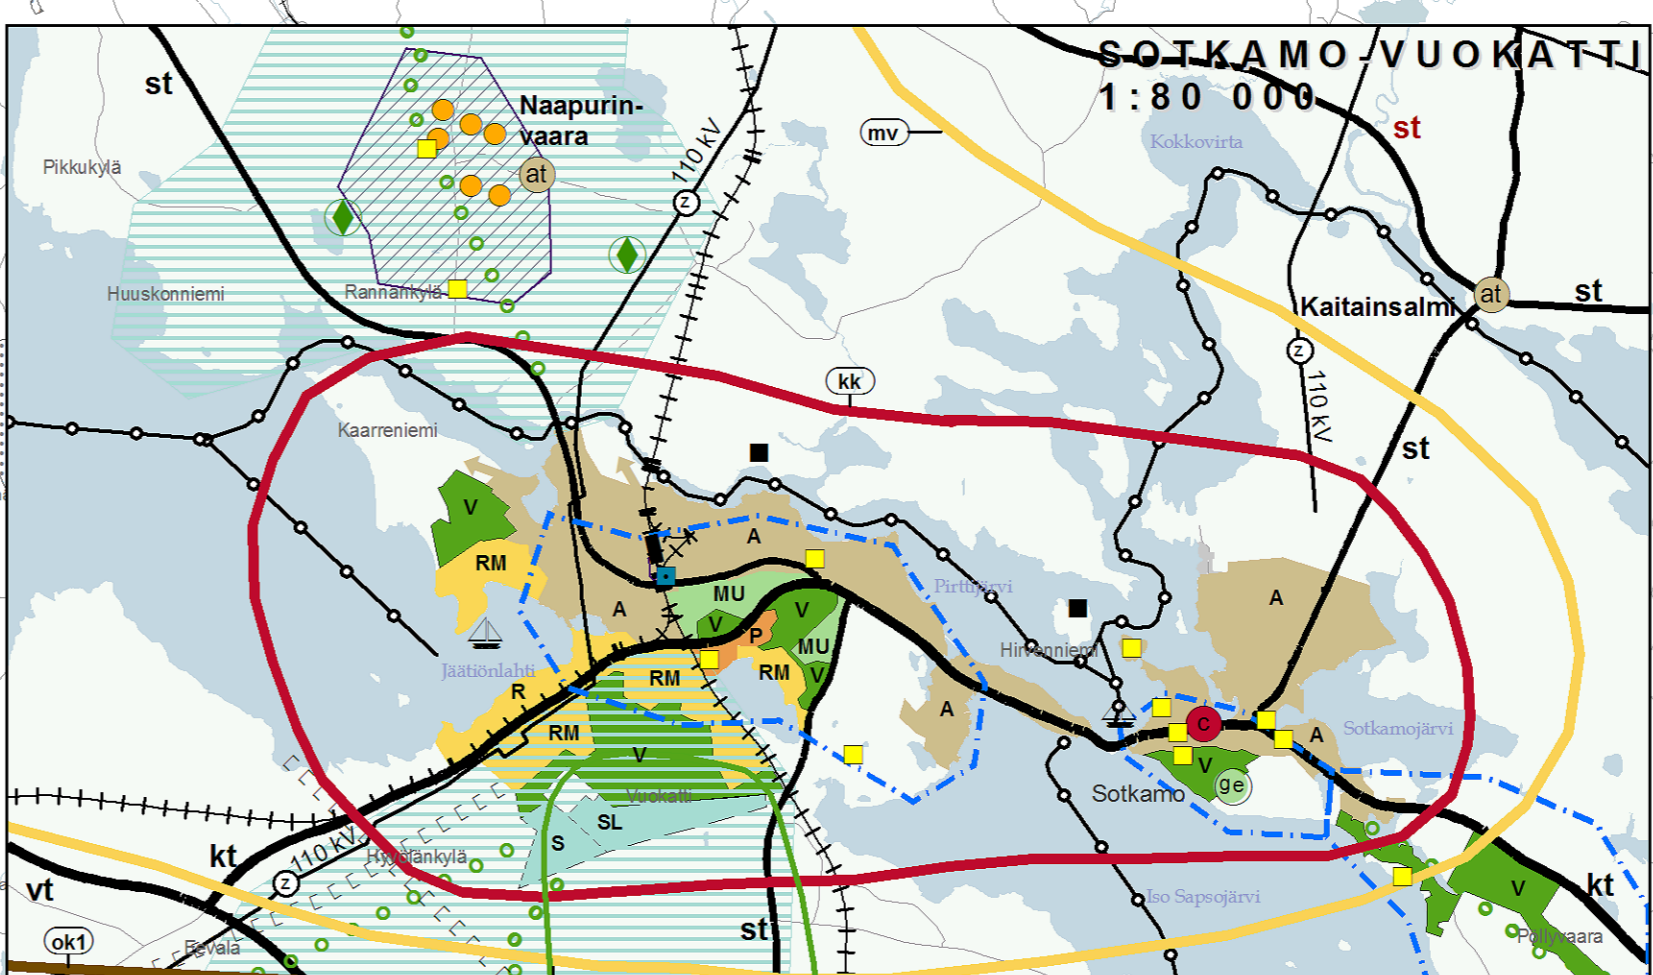 SOTKAMO-VUOKATTI
1:80 000
st
Naapurin-
vaara
at
mv
Kokkovirta
st
Pikkukylä
110 kV
z
Huuskonniemi
Rannankylä
Kaitainsalmi
at
st
z
110 kV
kk
Kaarreniemi
st
V
RM
A
A
MU
V
P
V
MU
V
RM
RM
R
RM
V
Pirttijärvi
Hirvenniemi
A
Jäätiönlahti
A
C
A
Sotkamojärvi
V
ge
Sotkamo
Vuokatti
SL
S
110 kV
z
Hyvölänkylä
kt
vt
ok1
Eevala
st
Iso Sapsojärvi
V
kt
Pöllyvaara